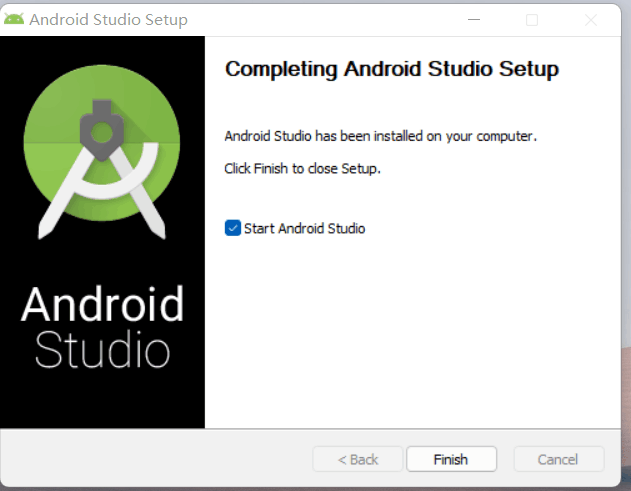 Android Studio Setup
Completing Android Studio Setup
Android Studio has been installed on your computer.
Click Finish to close Setup.
Start Android Studio
Android
Studio
< Back
Finish
Cancel